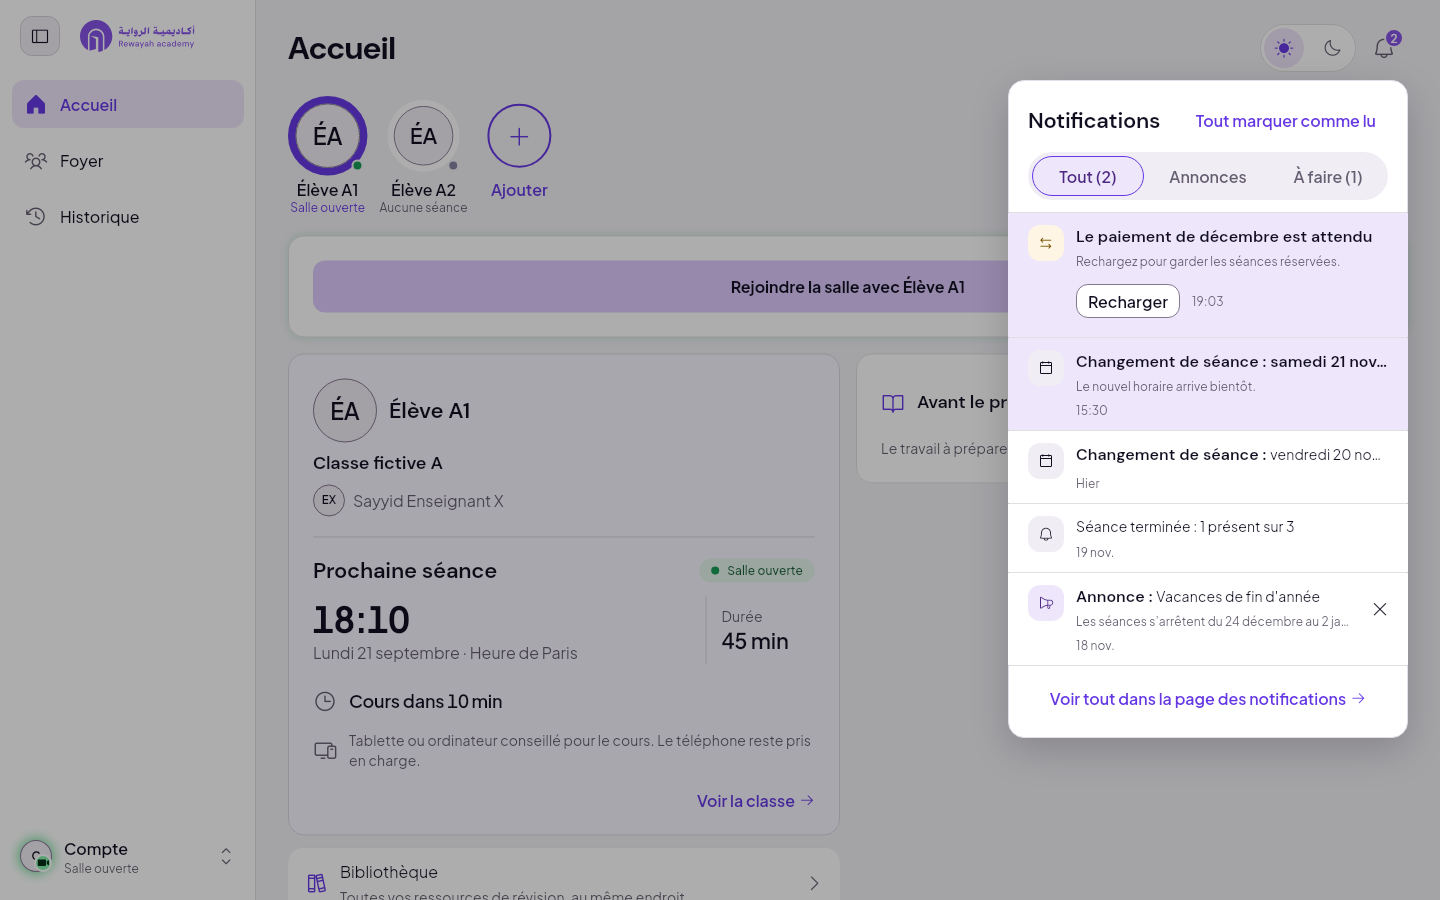 أكاديمية الرواية
Rewayah academy
Accueil
Foyer
Historique
C
Compte
Salle ouverte
Accueil
2
ÉA
Élève A1
Salle ouverte
ÉA
Élève A2
Aucune séance
Ajouter
Rejoindre la salle avec Élève A1
ÉA
Élève A1
Classe fictive A
EX
Sayyid Enseignant X
Prochaine séance
Salle ouverte
18:10
Lundi 21 septembre · Heure de Paris
Durée
45 min
Cours dans 10 min
Tablette ou ordinateur conseillé pour le cours. Le téléphone reste pris
en charge.
Voir la classe
Bibliothèque
Toutes vos ressources de révision, au même endroit
Avant le pr
Le travail à prépare
Notifications
Tout marquer comme lu
Tout (2)
Annonces
À faire (1)
Le paiement de décembre est attendu
Rechargez pour garder les séances réservées.
Recharger
19:03
Changement de séance : samedi 21 nov…
Le nouvel horaire arrive bientôt.
15:30
Changement de séance : vendredi 20 no…
Hier
Séance terminée : 1 présent sur 3
19 nov.
Annonce : Vacances de fin d'année
Les séances s'arrêtent du 24 décembre au 2 ja…
18 nov.
Voir tout dans la page des notifications